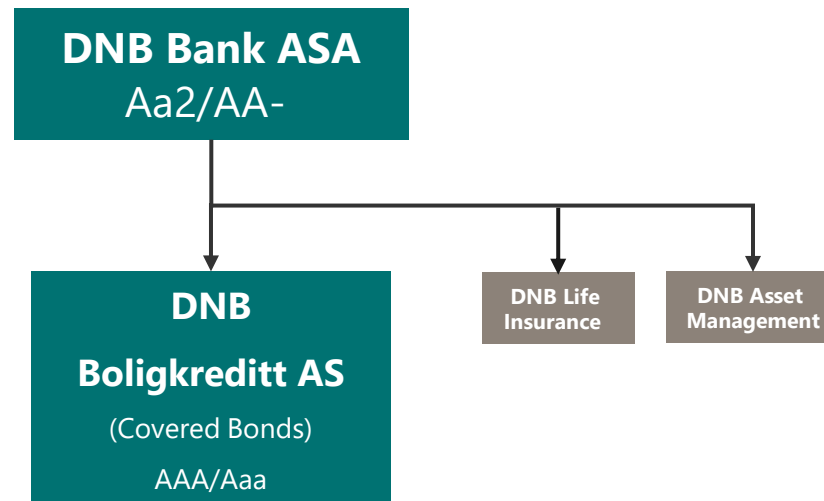 DNB Bank ASA
Aa2/AA-
DNB
Boligkreditt AS
(Covered Bonds)
AAA/Aaa
DNB Life
Insurance
DNB Asset
Management